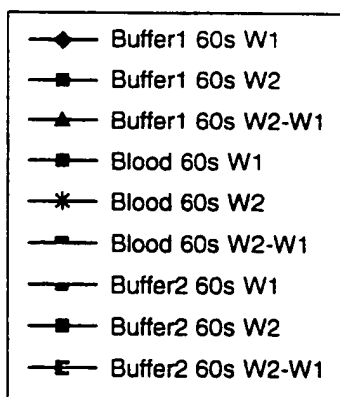 Buffer1 60s W1
Buffer1 60s W2
Buffer1 60s W2-W1
Blood 60s W1
Blood 60s W2
Blood 60s W2-W1
Buffer2 60s W1
Buffer2 60s W2
Buffer2 60s W2-W1